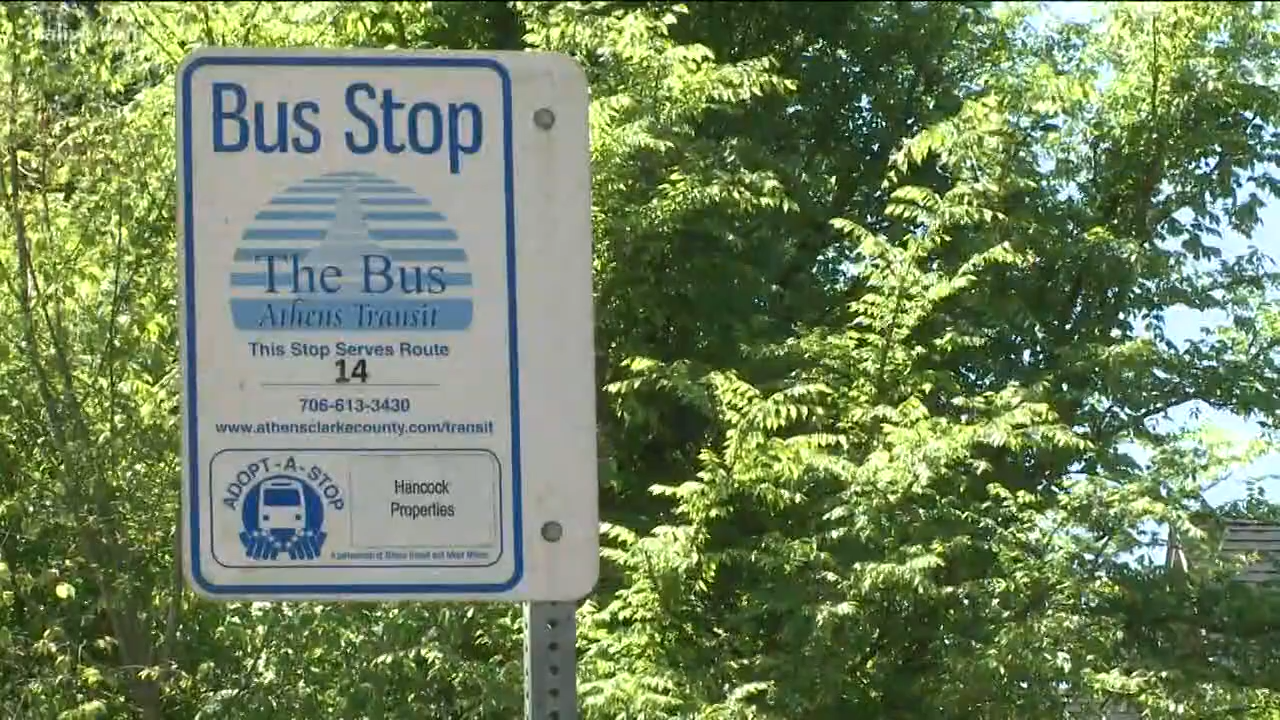 Bus Stop
The Bus
Athens Transit
This Stop Serves Route
14
706-613-3430
www.athensclarkecounty.com/transit
ADOPT-A-STOP
Hancock
Properties